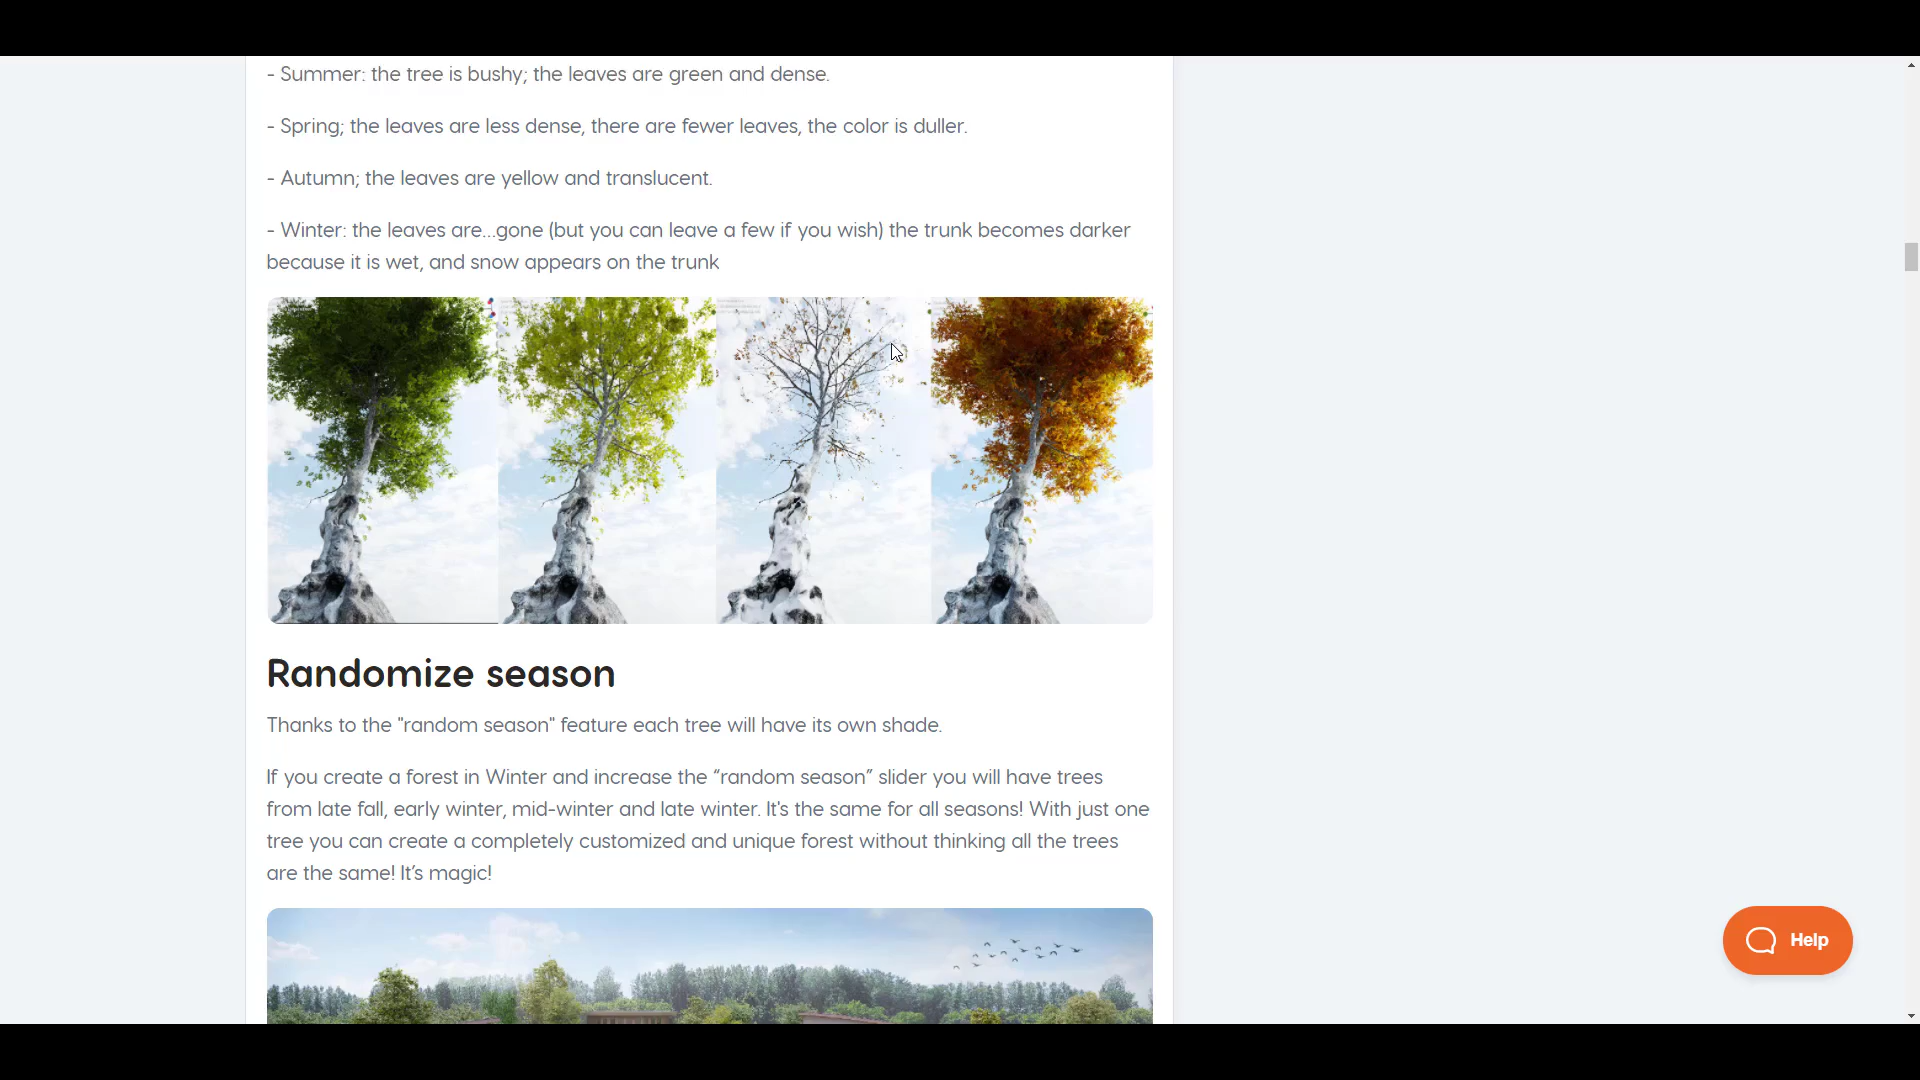 - Summer: the tree is bushy; the leaves are green and dense.
- Spring; the leaves are less dense, there are fewer leaves, the color is duller.
- Autumn; the leaves are yellow and translucent.
- Winter: the leaves are...gone (but you can leave a few if you wish) the trunk becomes darker
because it is wet, and snow appears on the trunk
Randomize season
Thanks to the "random season" feature each tree will have its own shade.
If you create a forest in Winter and increase the “random season” slider you will have trees
from late fall, early winter, mid-winter and late winter. It's the same for all seasons! With just one
tree you can create a completely customized and unique forest without thinking all the trees
are the same! It’s magic!
Help